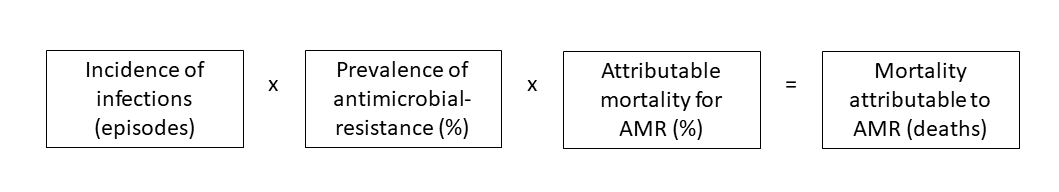 Incidence of
infections
(episodes)
x
Prevalence of
antimicrobial-
resistance (%)
x
Attributable
mortality for
AMR (%)
=
Mortality
attributable to
AMR (deaths)